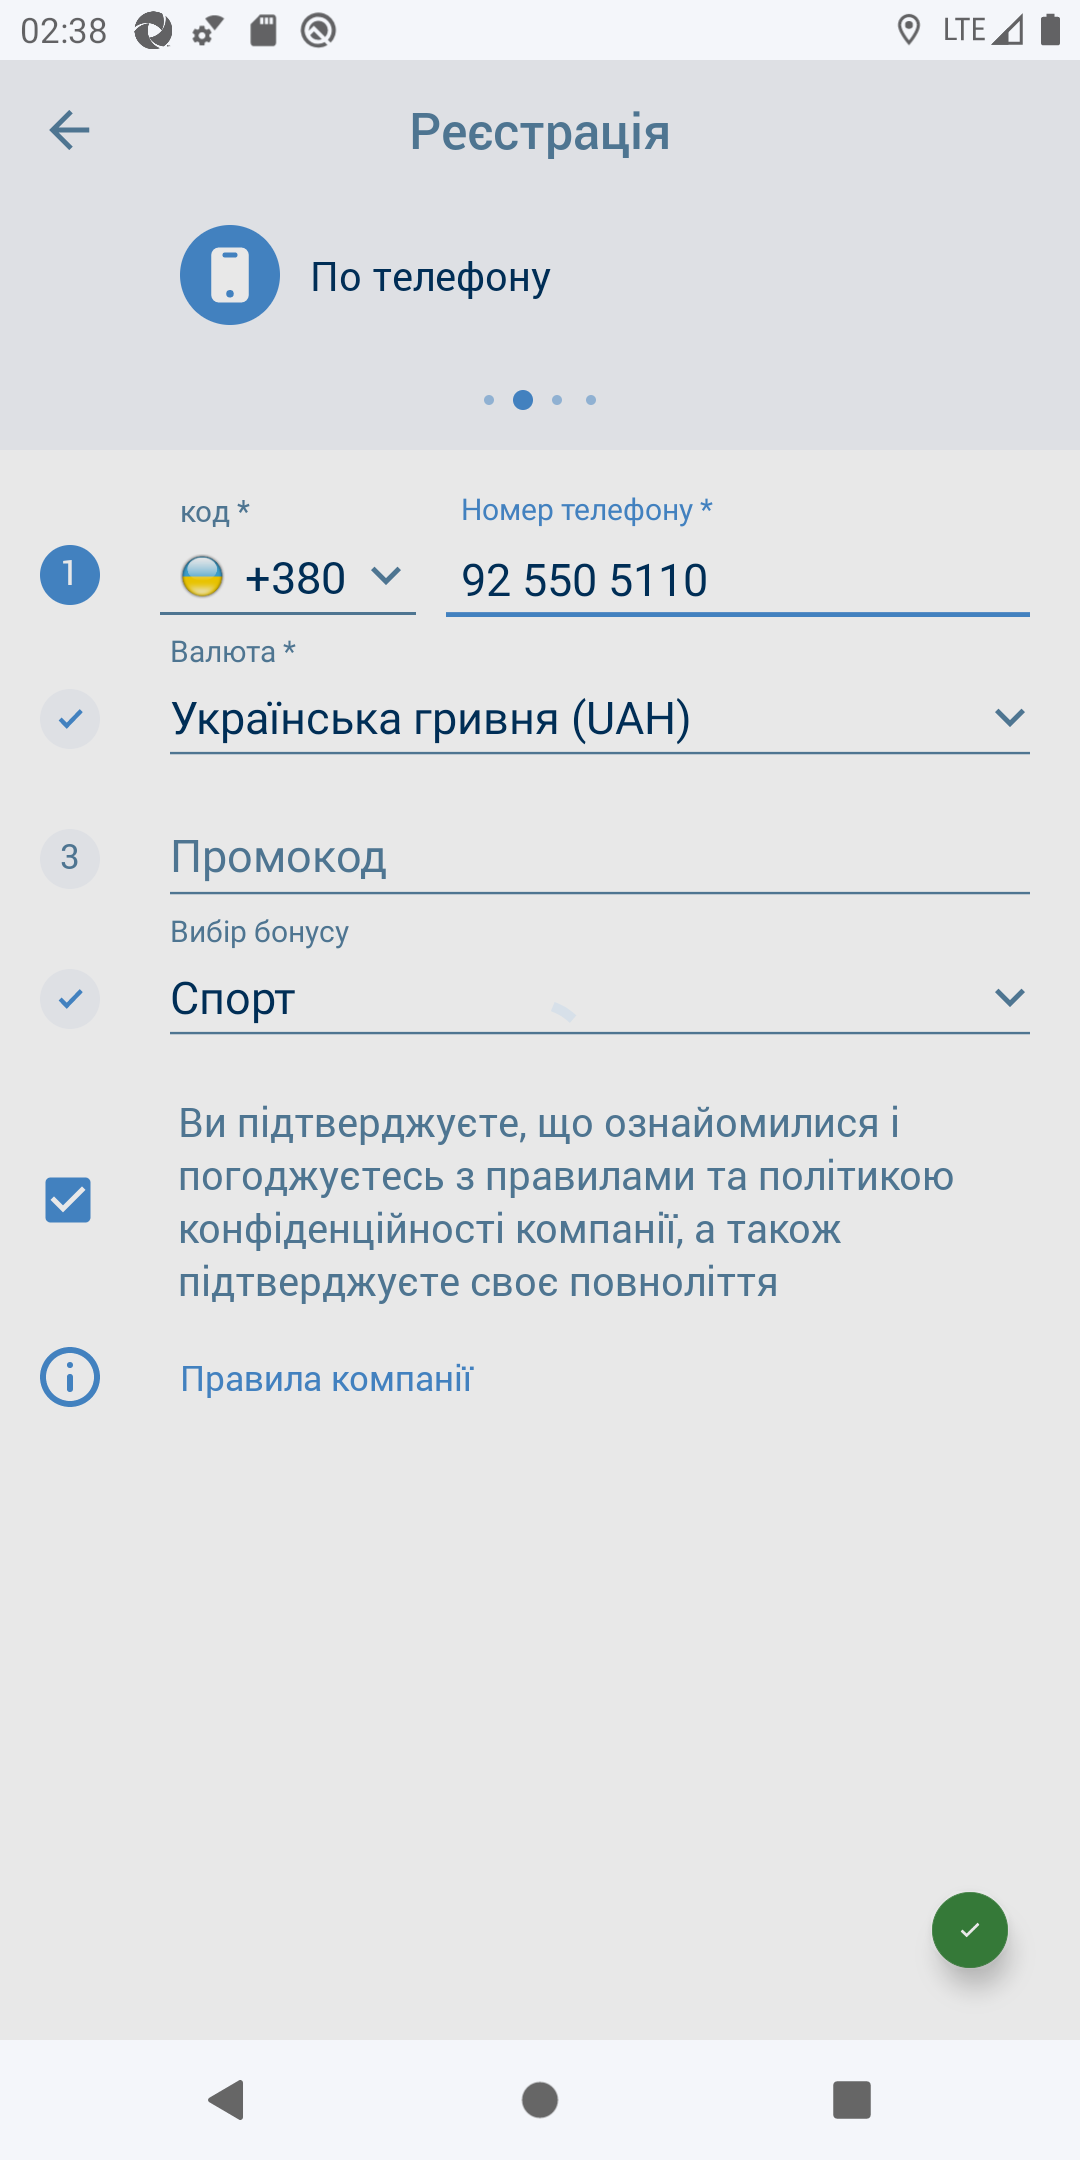 02:38
LTE
Реєстрація
По телефону
код *
Номер телефону *
1
+380
92 550 5110
Валюта *
Українська гривня (UAH)
3
Промокод
Вибір бонусу
Спорт
Ви підтверджуєте, що ознайомилися і
погоджуєтесь з правилами та політикою
конфіденційності компанії, а також
підтверджуєте своє повноліття
Правила компанії